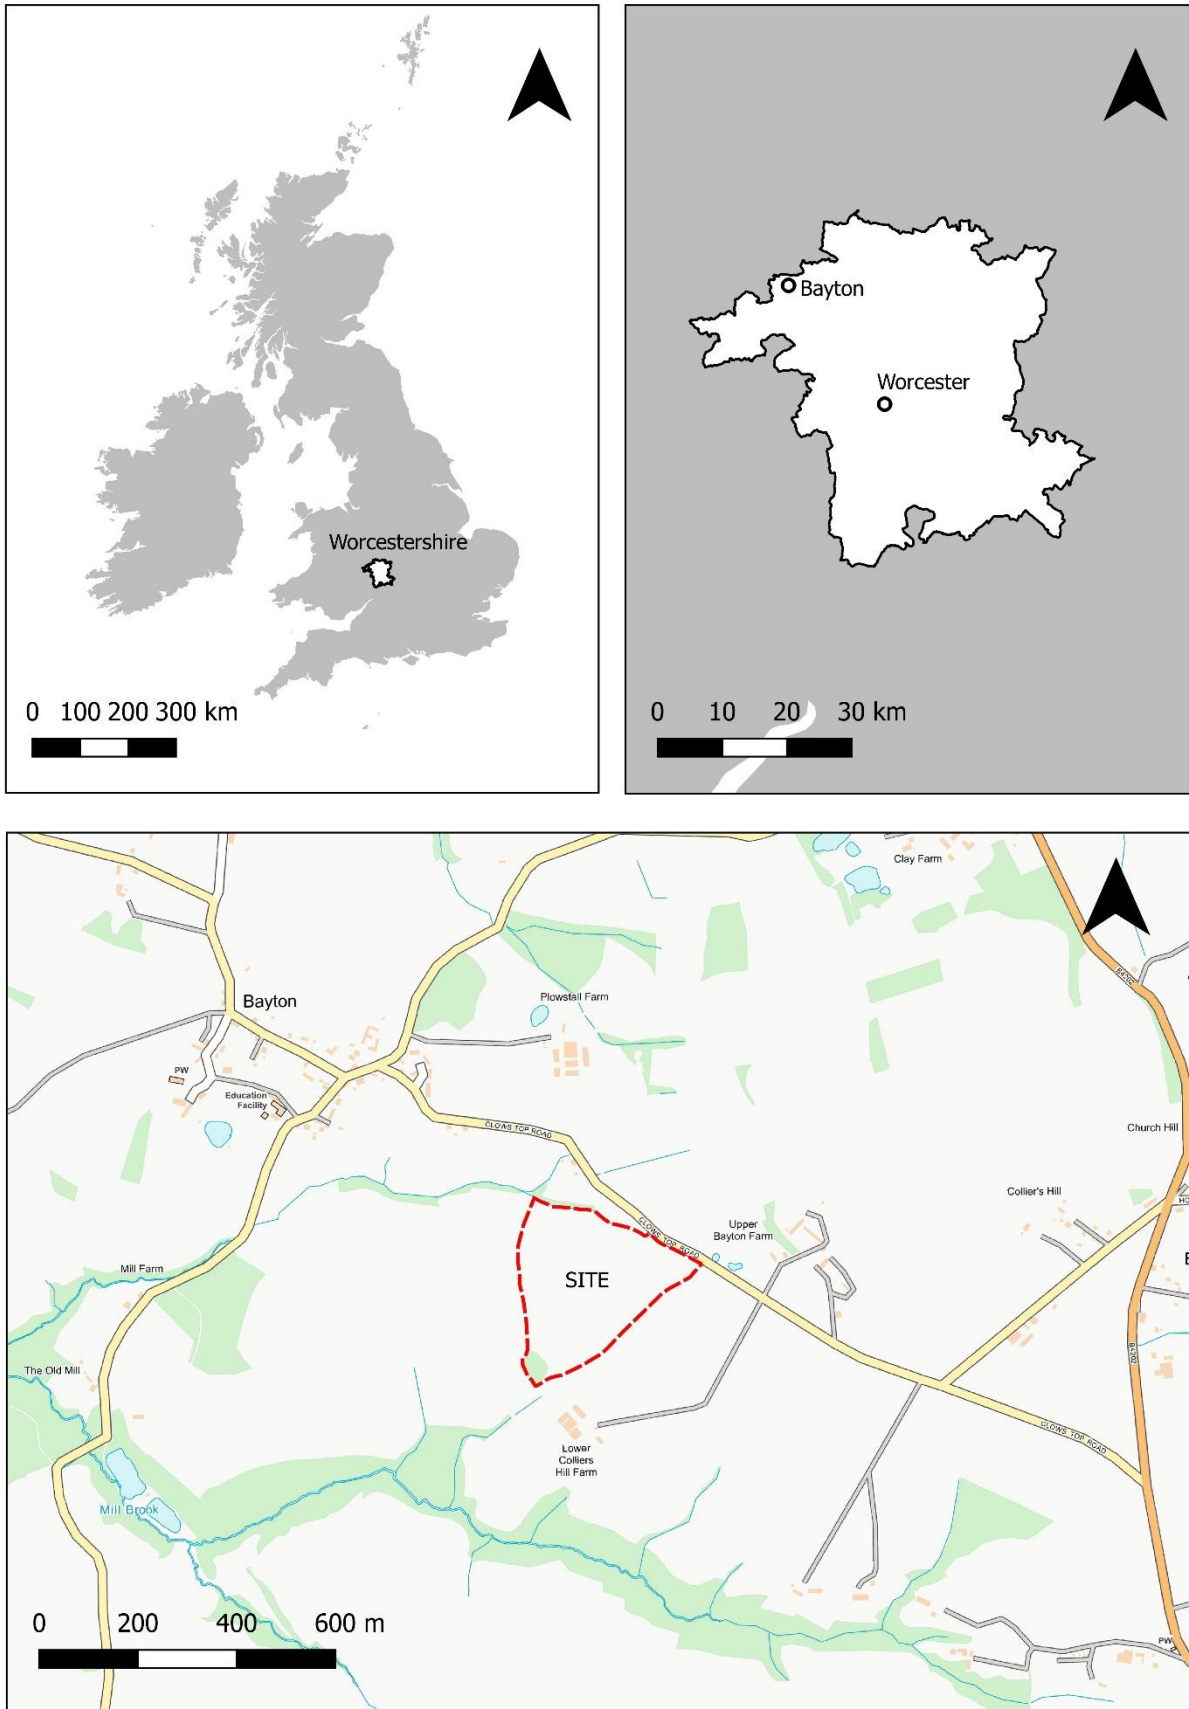 Worcestershire
0 100 200 300 km
Bayton
Worcester
0 10 20 30 km
Clay Farm
B4202
Bayton
Plowstall Farm
PW
Education
Facility
CLOWS TOP ROAD
Church Hill
Collier's Hill
Upper
Bayton Farm
CLOWS TOP ROAD
Mill Farm
SITE
B4202
The Old Mill
CLOWS TOP ROAD
Lower
Colliers
Hill Farm
Mill Brook
0 200 400 600 m
PW